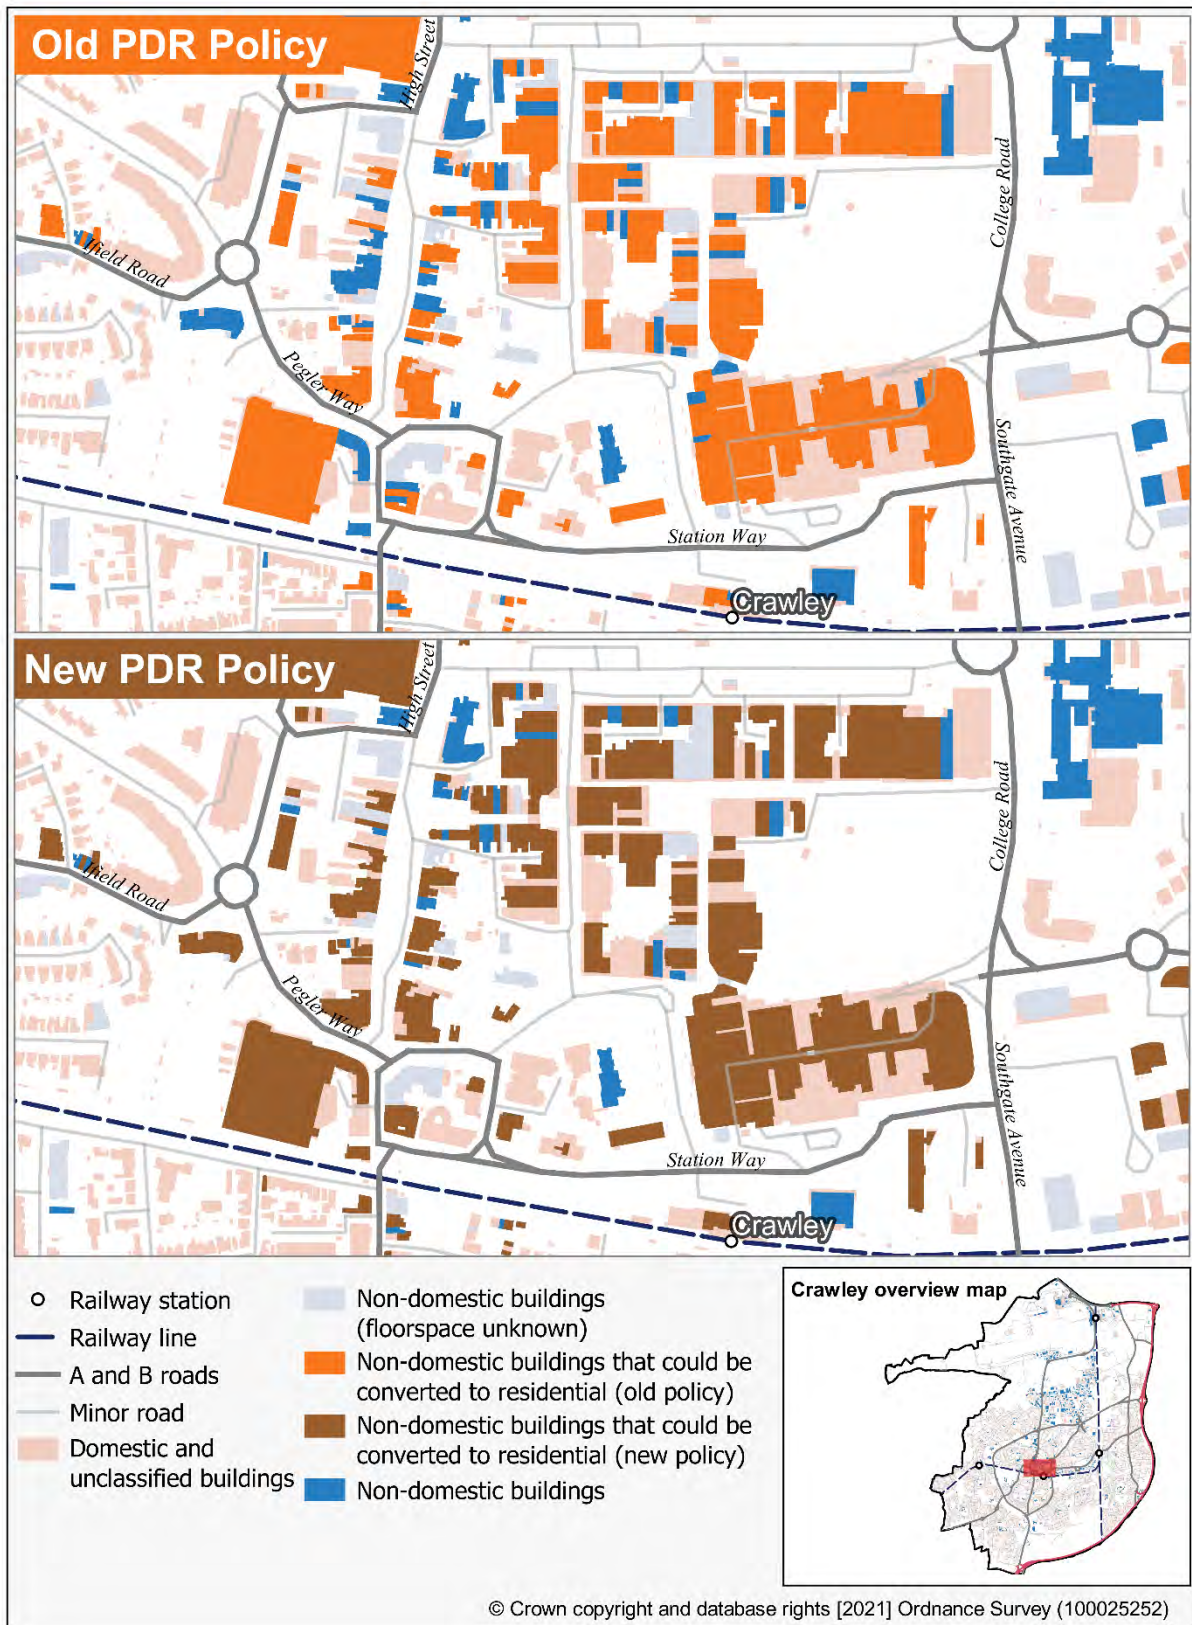 Old PDR Policy
High Street
College Road
Ifield Road
Pegler Way
Southgate Avenue
Station Way
Crawley
New PDR Policy
High Street
College Road
Ifield Road
Pegler Way
Southgate Avenue
Station Way
Crawley
Railway station
Railway line
A and B roads
Minor road
Domestic and
unclassified buildings
Non-domestic buildings
(floorspace unknown)
Non-domestic buildings that could be
converted to residential (old policy)
Non-domestic buildings that could be
converted to residential (new policy)
Non-domestic buildings
Crawley overview map
© Crown copyright and database rights [2021] Ordnance Survey (100025252)